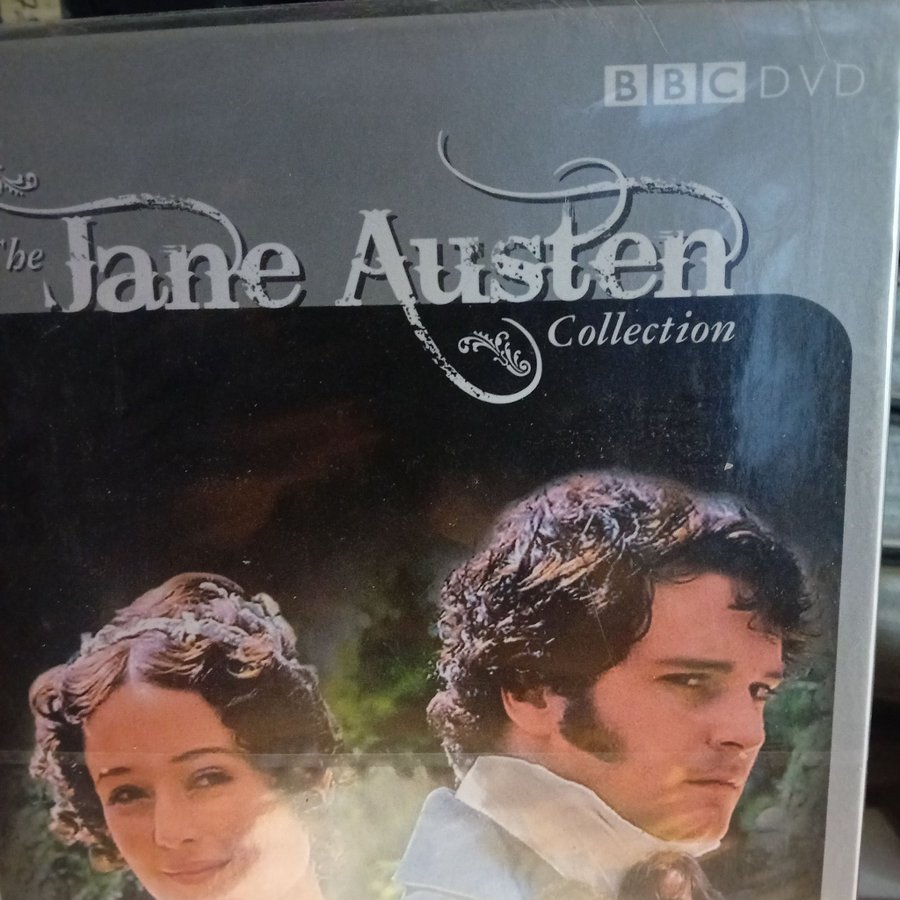 BBC DVD
The Jane Austen
Collection